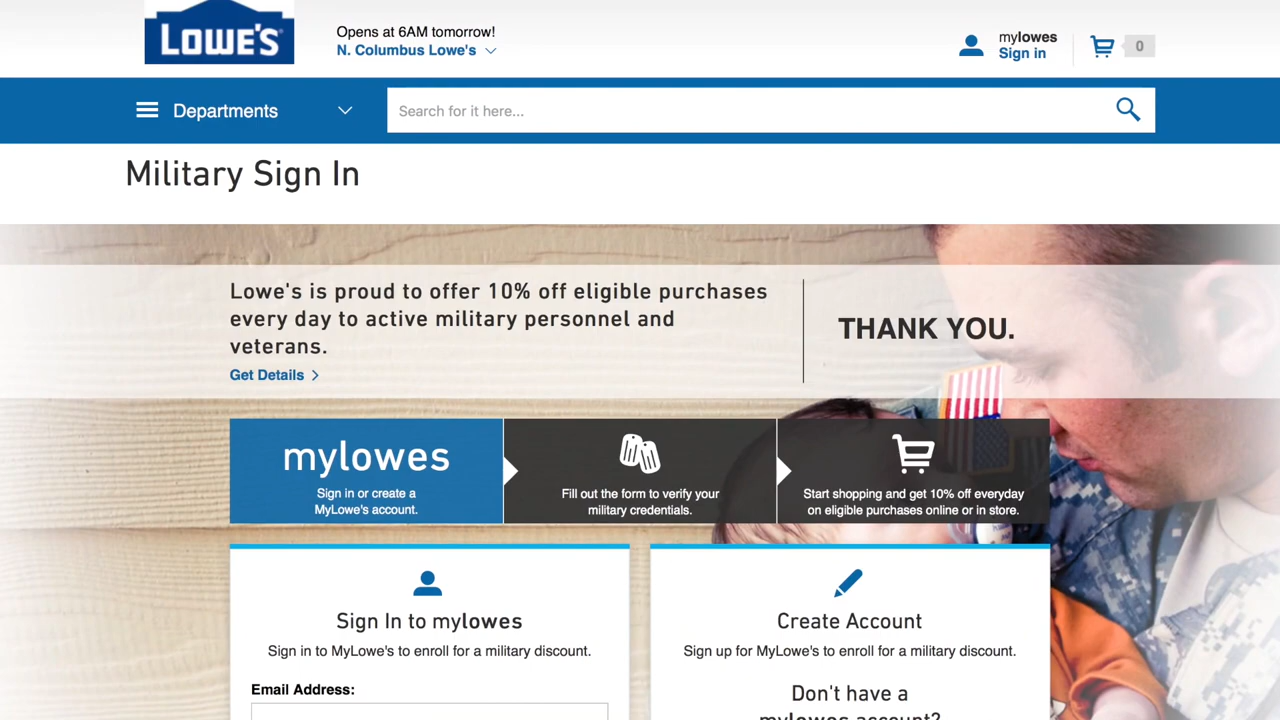 LOWE'S
Opens at 6AM tomorrow!
N. Columbus Lowe's
mylowes
Sign in
0
Departments
Search for it here...
Military Sign In
Lowe's is proud to offer 10% off eligible purchases
every day to active military personnel and
veterans.
Get Details
THANK YOU.
mylowes
Sign in or create a
MyLowe's account.
Fill out the form to verify your
military credentials.
Start shopping and get 10% off everyday
on eligible purchases online or in store.
Sign In to mylowes
Sign in to MyLowe's to enroll for a military discount.
Email Address:
Create Account
Sign up for MyLowe's to enroll for a military discount.
Don't have a
mylowes account?